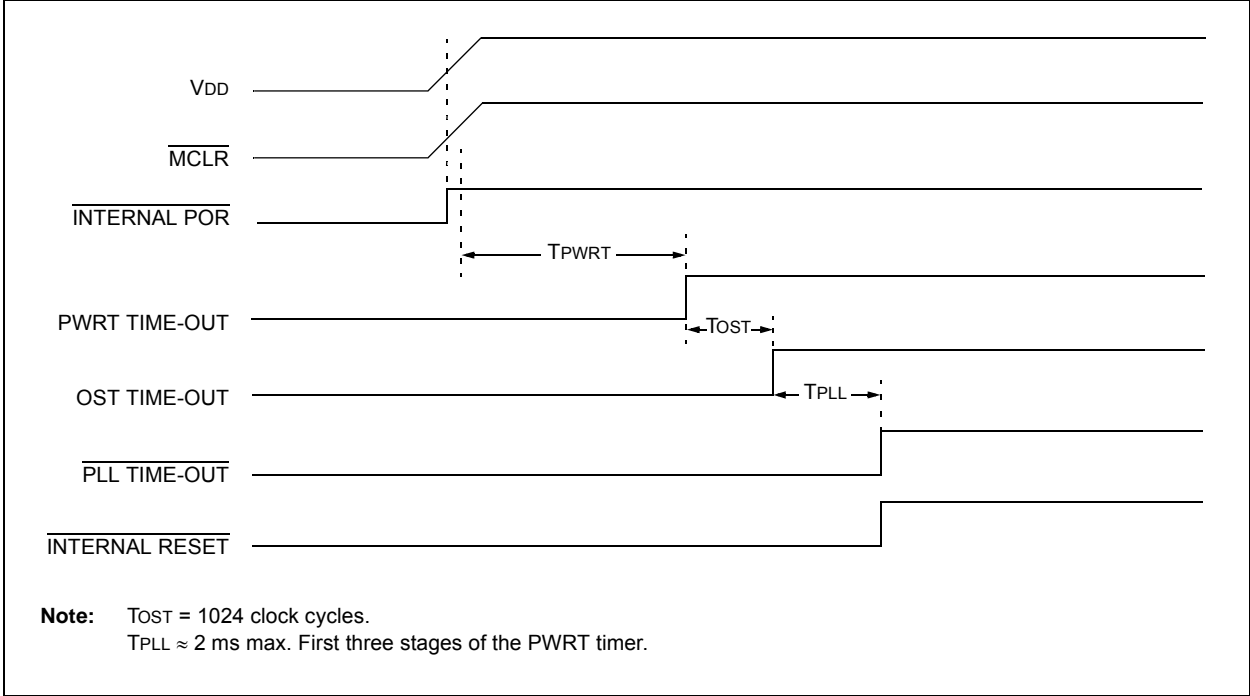 VDD
MCLR
INTERNAL POR
TPWRT
PWRT TIME-OUT
TOST
OST TIME-OUT
TPLL
PLL TIME-OUT
INTERNAL RESET
Note: TOST = 1024 clock cycles.
TPLL ≈ 2 ms max. First three stages of the PWRT timer.